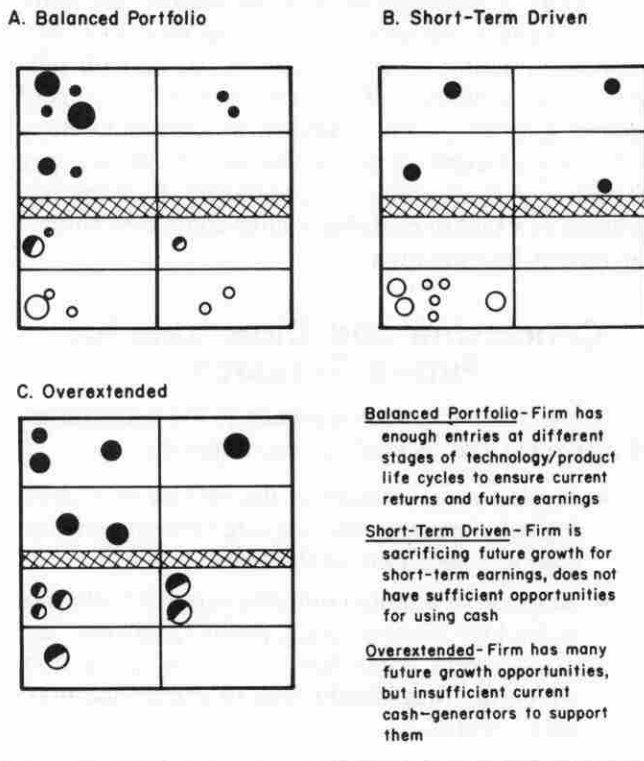 A. Balanced Portfolio
B. Short-Term Driven
C. Overextended
Balanced Portfolio-Firm has
enough entries at different
stages of technology/product
life cycles to ensure current
returns and future earnings
Short-Term Driven-Firm is
sacrificing future growth for
short-term earnings, does not
have sufficient opportunities
for using cash
Overextended-Firm has many
future growth opportunities,
but insufficient current
cash-generators to support
them